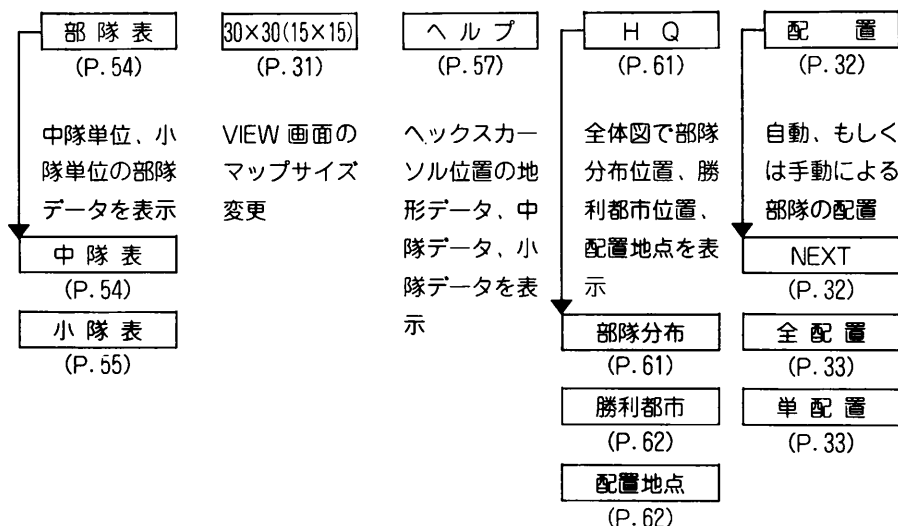 部隊表
(P.54)
中隊単位、小
隊単位の部隊
データを表示
中隊表
(P.54)
小隊表
(P.55)
30×30(15×15)
(P.31)
VIEW 画面の
マップサイズ
変更
ヘルプ
(P.57)
ヘックスカー
ソル位置の地
形データ、中
隊データ、小
隊データを表
示
HQ
(P.61)
全体図で部隊
分布位置、勝
利都市位置、
配置地点を表
示
部隊分布
(P.61)
勝利都市
(P.62)
配置地点
(P.62)
配置
(P.32)
自動、もしく
は手動による
部隊の配置
NEXT
(P.32)
全配置
(P.33)
単配置
(P.33)